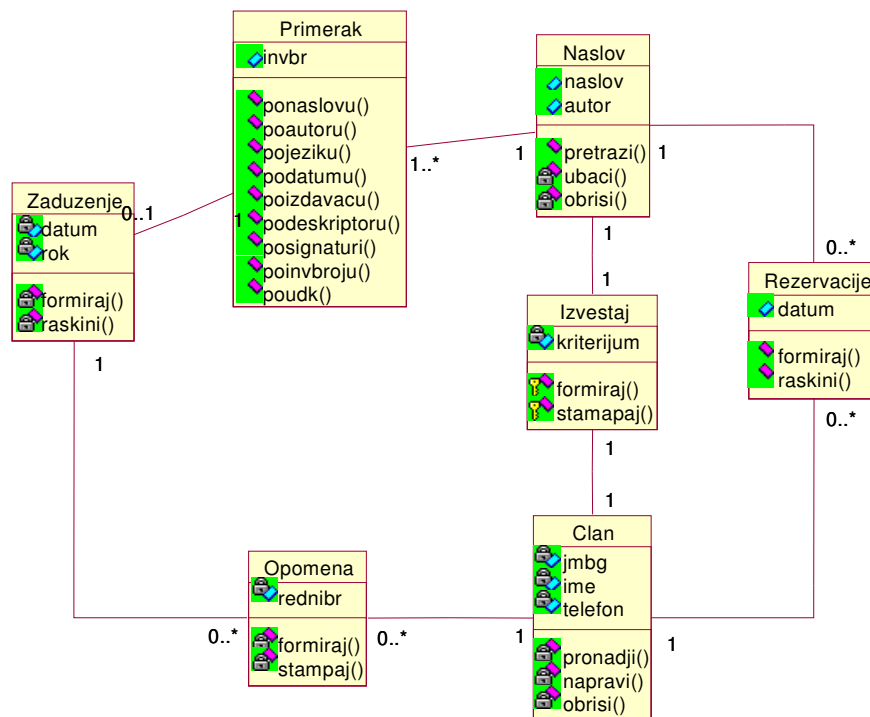 Primerak
invbr
ponaslovu()
poautoru()
pojeziku()
podatumu()
poizdavacu()
podeskriptoru()
posignaturi()
poinvbroju()
poudk()
1..*
1
Naslov
naslov
autor
pretrazi()
ubaci()
obrisi()
1
1
1
Zaduzenje
datum
rok
formiraj()
raskini()
0..1
1
1
Izvestaj
kriterijum
formiraj()
stamapaj()
1
1
0..*
Rezervacije
datum
formiraj()
raskini()
0..*
Opomena
rednibr
formiraj()
stampaj()
0..*
0..*
Clan
jmbg
ime
telefon
pronadji()
napravi()
obrisi()
1
1